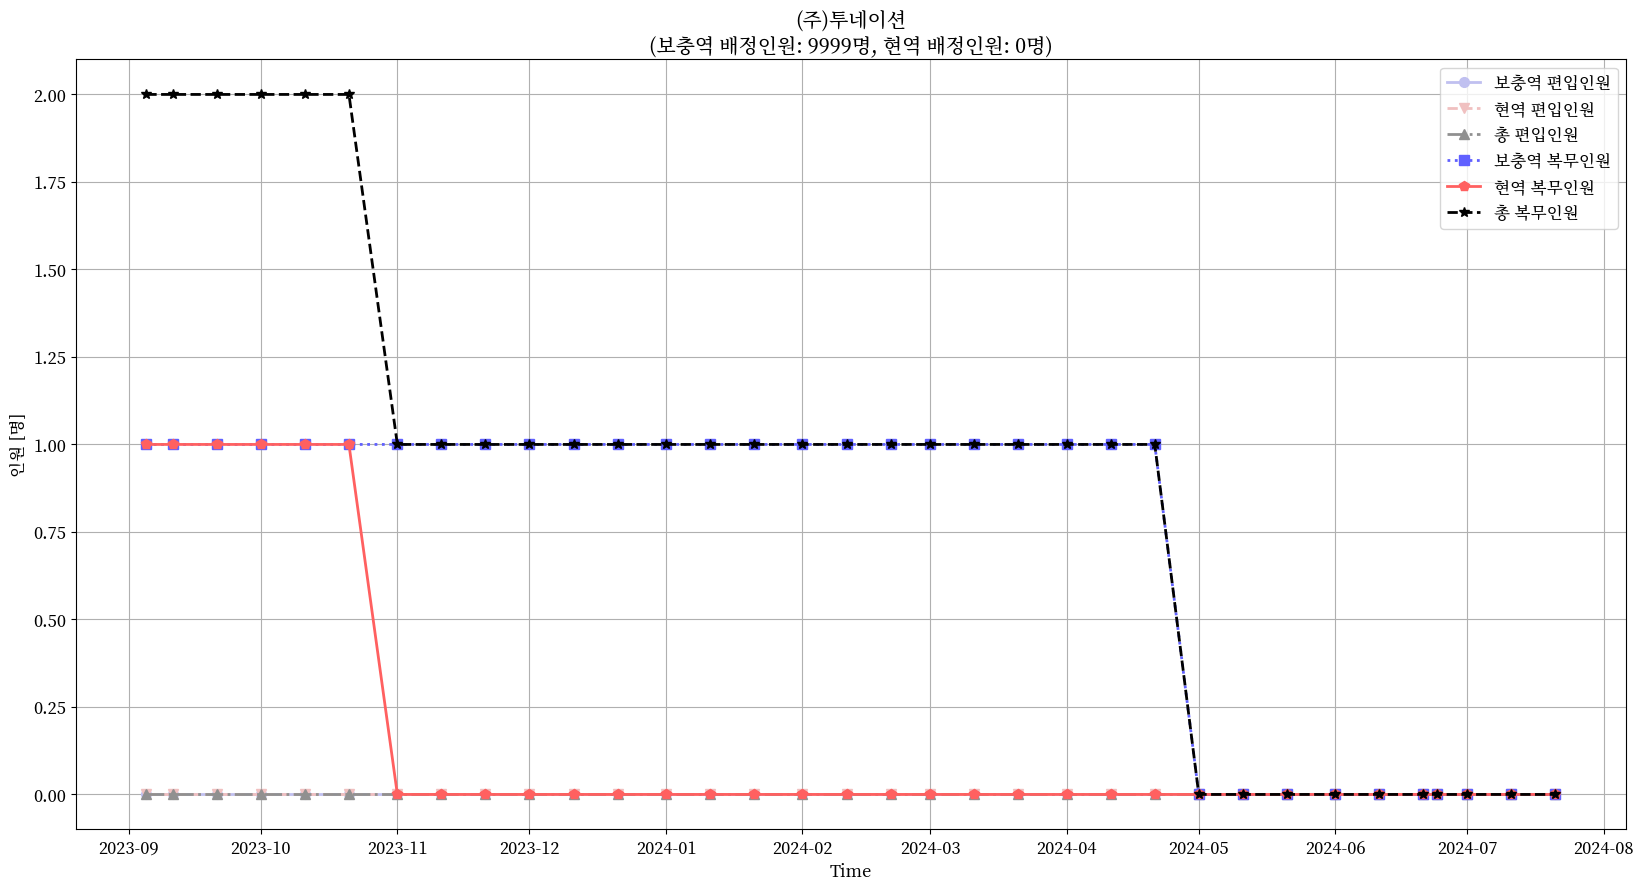 (주)투네이션
(보충역 배정인원: 9999명, 현역 배정인원: 0명)
보충역 편입인원
현역 편입인원
총 편입인원
보충역 복무인원
현역 복무인원
총 복무인원
인원 [명]
2.00
1.75
1.50
1.25
1.00
0.75
0.50
0.25
0.00
2023-09 2023-10 2023-11 2023-12 2024-01 2024-02 2024-03 2024-04 2024-05 2024-06 2024-07 2024-08
Time